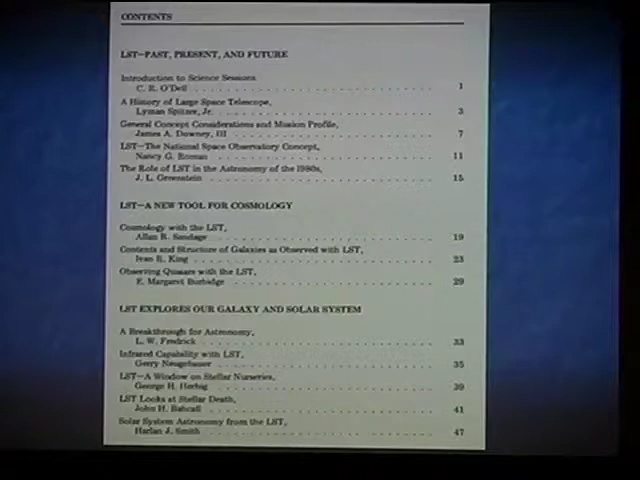 CONTENTS
LST—PAST, PRESENT, AND FUTURE
Introduction to Science Sessions
C. R. O'Dell 1
A History of Large Space Telescope,
Lyman Spitzer, Jr. 3
General Concept Considerations and Mission Profile,
James A. Downey, III 7
LST—The National Space Observatory Concept,
Nancy G. Roman 11
The Role of LST in the Astronomy of the 1980s,
J. L. Greenstein 15
LST—A NEW TOOL FOR COSMOLOGY
Cosmology with the LST,
Allan R. Sandage 19
Contents and Structure of Galaxies as Observed with LST,
Ivan R. King 23
Observing Quasars with the LST,
E. Margaret Burbidge 29
LST EXPLORES OUR GALAXY AND SOLAR SYSTEM
A Breakthrough for Astronomy,
L. W. Fredrick 33
Infrared Capability with LST,
Gerry Neugebauer 35
LST—A Window on Stellar Nurseries,
George H. Herbig 39
LST Looks at Stellar Death,
John H. Bahcall 41
Solar System Astronomy from the LST,
Harlan J. Smith 47